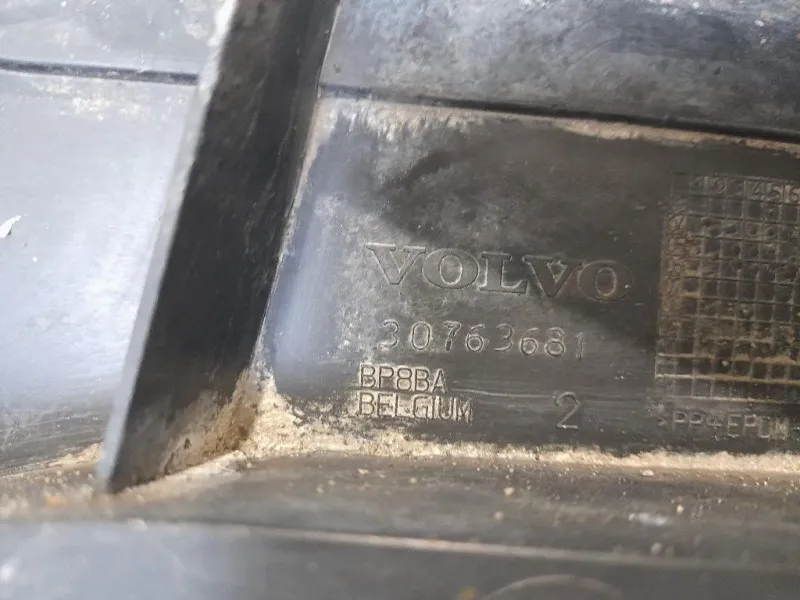 VOLVO
30763681
BP8BA
BELGIUM 2
>PP+EPDM